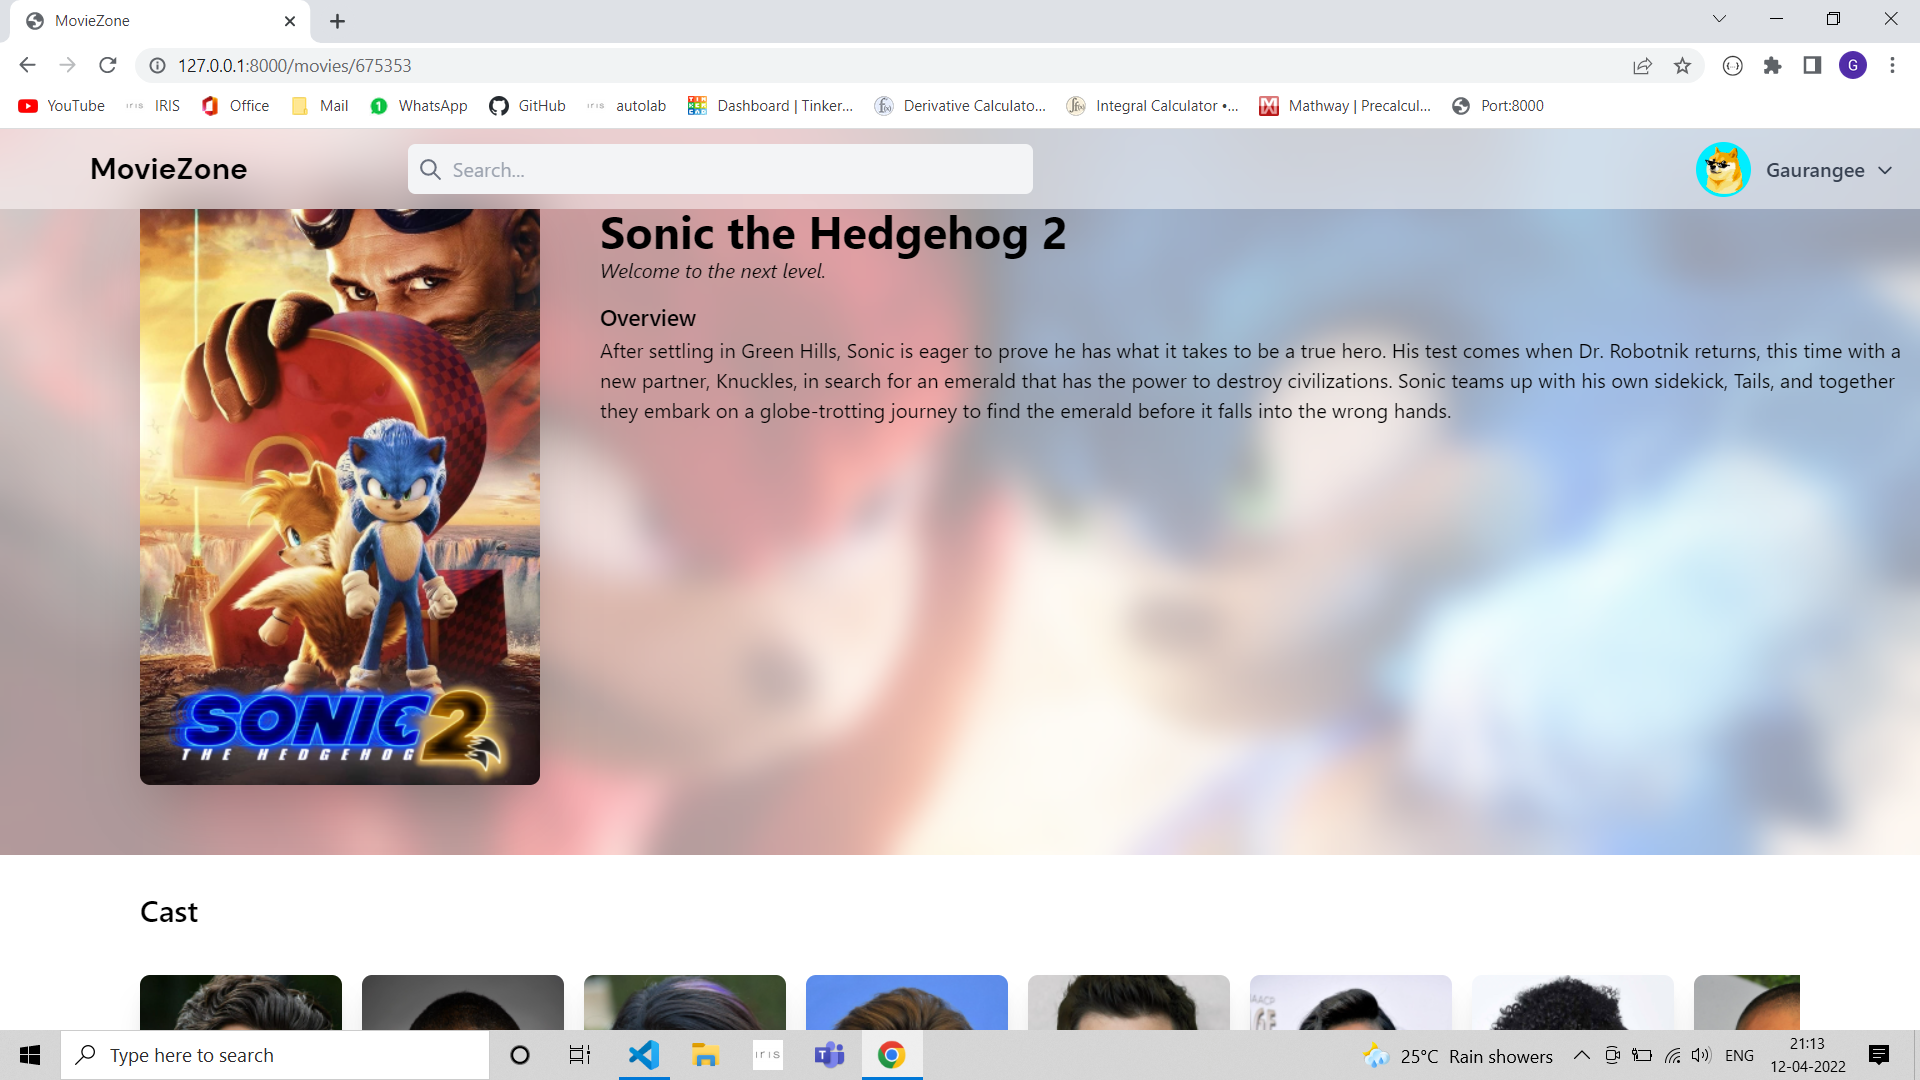 MovieZone
127.0.0.1:8000/movies/675353
G
YouTube
IRIS
Office
Mail
WhatsApp
GitHub
autolab
Dashboard | Tinker...
Derivative Calculato...
Integral Calculator •...
Mathway | Precalcul...
Port:8000
MovieZone
Search...
Gaurangee
Sonic the Hedgehog 2
Welcome to the next level.
Overview
After settling in Green Hills, Sonic is eager to prove he has what it takes to be a true hero. His test comes when Dr. Robotnik returns, this time with a
new partner, Knuckles, in search for an emerald that has the power to destroy civilizations. Sonic teams up with his own sidekick, Tails, and together
they embark on a globe-trotting journey to find the emerald before it falls into the wrong hands.
SONIC 2
THE HEDGEHOG
Cast
Type here to search
iris
25°C Rain showers
ENG
21:13
12-04-2022